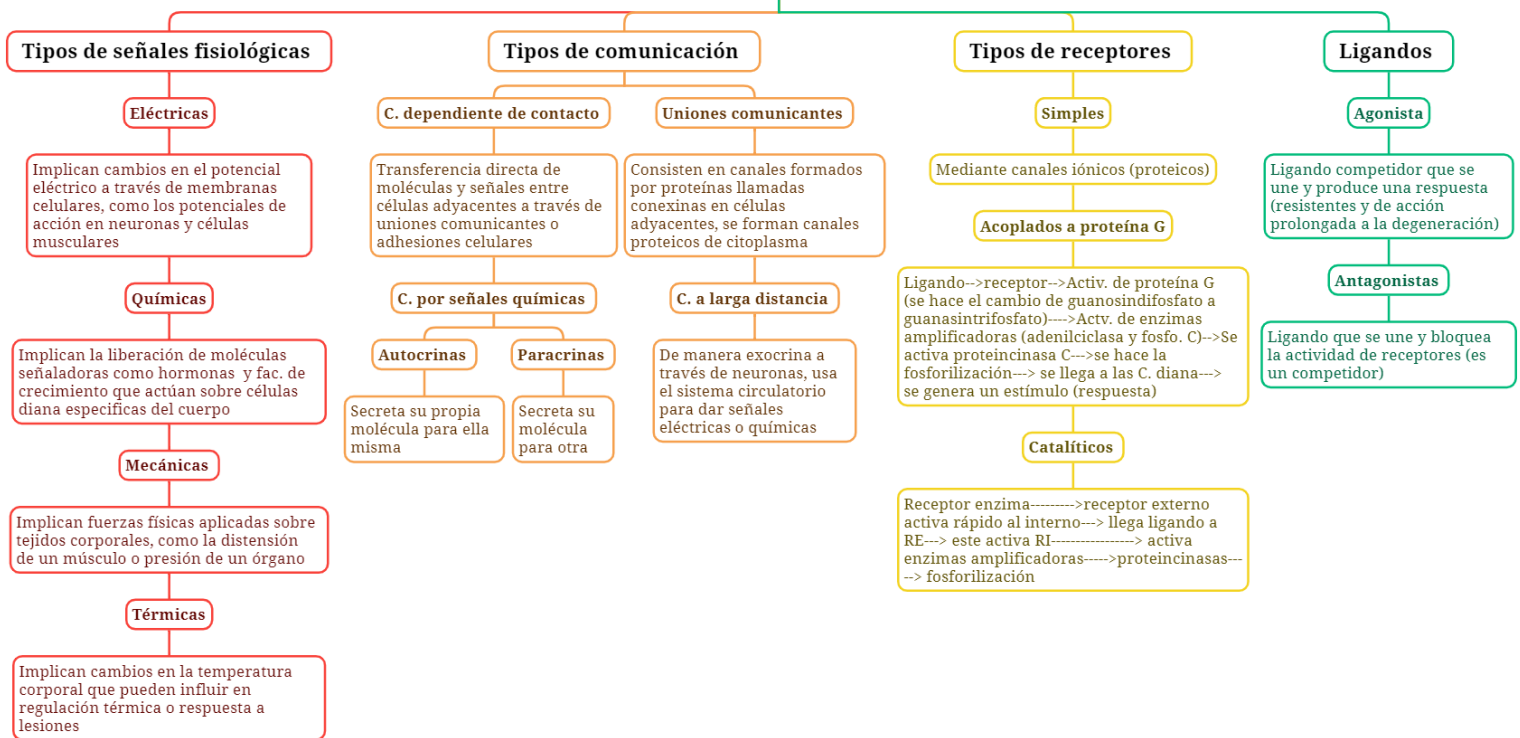 Tipos de señales fisiológicas
Eléctricas
Implican cambios en el potencial
eléctrico a través de membranas
celulares, como los potenciales de
acción en neuronas y células
musculares
Químicas
Implican la liberación de moléculas
señaladoras como hormonas y fac. de
crecimiento que actúan sobre células
diana especificas del cuerpo
Mecánicas
Implican fuerzas físicas aplicadas sobre
tejidos corporales, como la distensión
de un músculo o presión de un órgano
Térmicas
Implican cambios en la temperatura
corporal que pueden influir en
regulación térmica o respuesta a
lesiones
Tipos de comunicación
C. dependiente de contacto
Transferencia directa de
moléculas y señales entre
células adyacentes a través de
uniones comunicantes o
adhesiones celulares
C. por señales químicas
Autocrinas
Secreta su propia
molécula para ella
misma
Paracrinas
Secreta su
molécula
para otra
Uniones comunicantes
Consisten en canales formados
por proteínas llamadas
conexinas en células
adyacentes, se forman canales
proteicos de citoplasma
C. a larga distancia
De manera exocrina a
través de neuronas, usa
el sistema circulatorio
para dar señales
eléctricas o químicas
Tipos de receptores
Simples
Mediante canales iónicos (proteicos)
Acoplados a proteína G
Ligando-->receptor-->Activ. de proteína G
(se hace el cambio de guanosindifosfato a
guanasintrifosfato)---->Actv. de enzimas
amplificadoras (adenilciclasa y fosfo. C)-->Se
activa proteincinasa C--->se hace la
fosforilización---> se llega a las C. diana--->
se genera un estímulo (respuesta)
Catalíticos
Receptor enzima--------->receptor externo
activa rápido al interno---> llega ligando a
RE---> este activa RI-----------------> activa
enzimas amplificadoras----->proteincinasas---
--> fosforilización
Ligandos
Agonista
Ligando competidor que se
une y produce una respuesta
(resistentes y de acción
prolongada a la degeneración)
Antagonistas
Ligando que se une y bloquea
la actividad de receptores (es
un competidor)